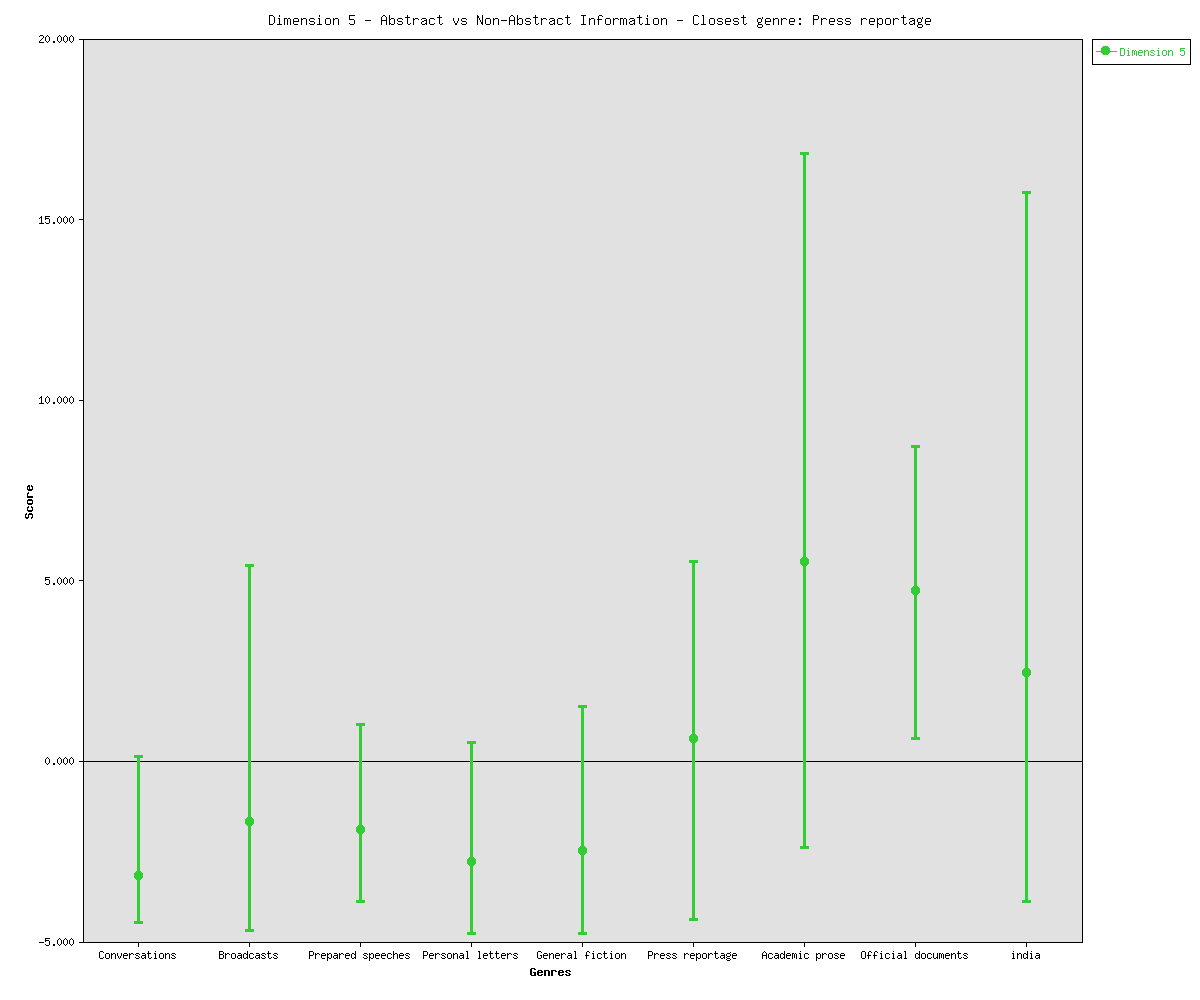 Dimension 5 - Abstract vs Non-Abstract Information - Closest genre: Press reportage
20.000
15.000
10.000
5.000
0.000
-5.000
Score
Dimension 5
Conversations Broadcasts Prepared speeches Personal letters General fiction Press reportage Academic prose Official documents india
Genres